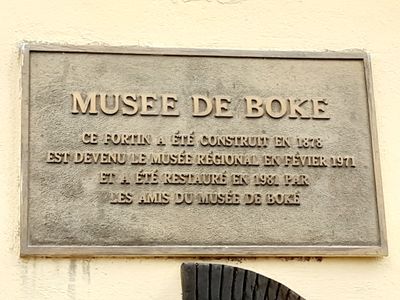 MUSEE DE BOKE
CE FORTIN A ÉTÉ CONSTRUIT EN 1878
EST DEVENU LE MUSÉE RÉGIONAL EN FÉVIER 1971
ET A ÉTÉ RESTAURÉ EN 1981 PAR
LES AMIS DU MUSÉE DE BOKÉ